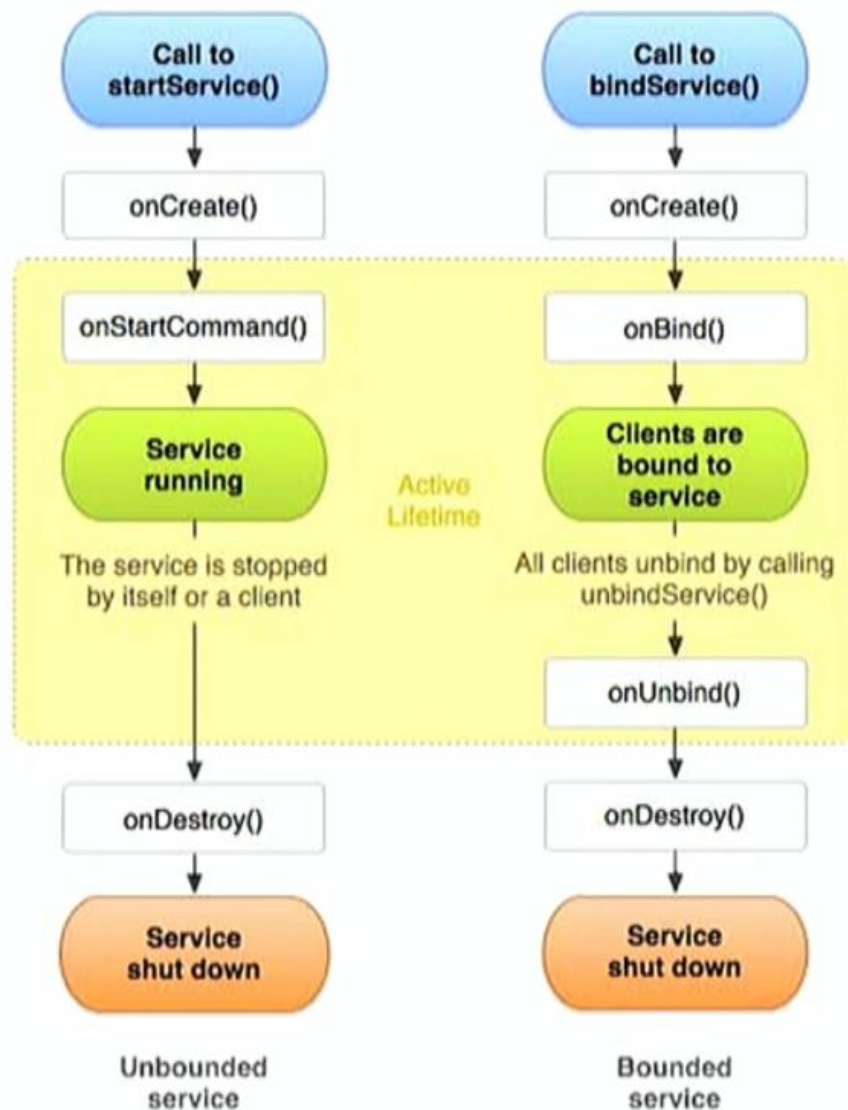 Call to
startService()
onCreate()
onStartCommand()
Service
running
The service is stopped
by itself or a client
onDestroy()
Service
shut down
Unbounded
service
Active
Lifetime
Call to
bindService()
onCreate()
onBind()
Clients are
bound to
service
All clients unbind by calling
unbindService()
onUnbind()
onDestroy()
Service
shut down
Bounded
service